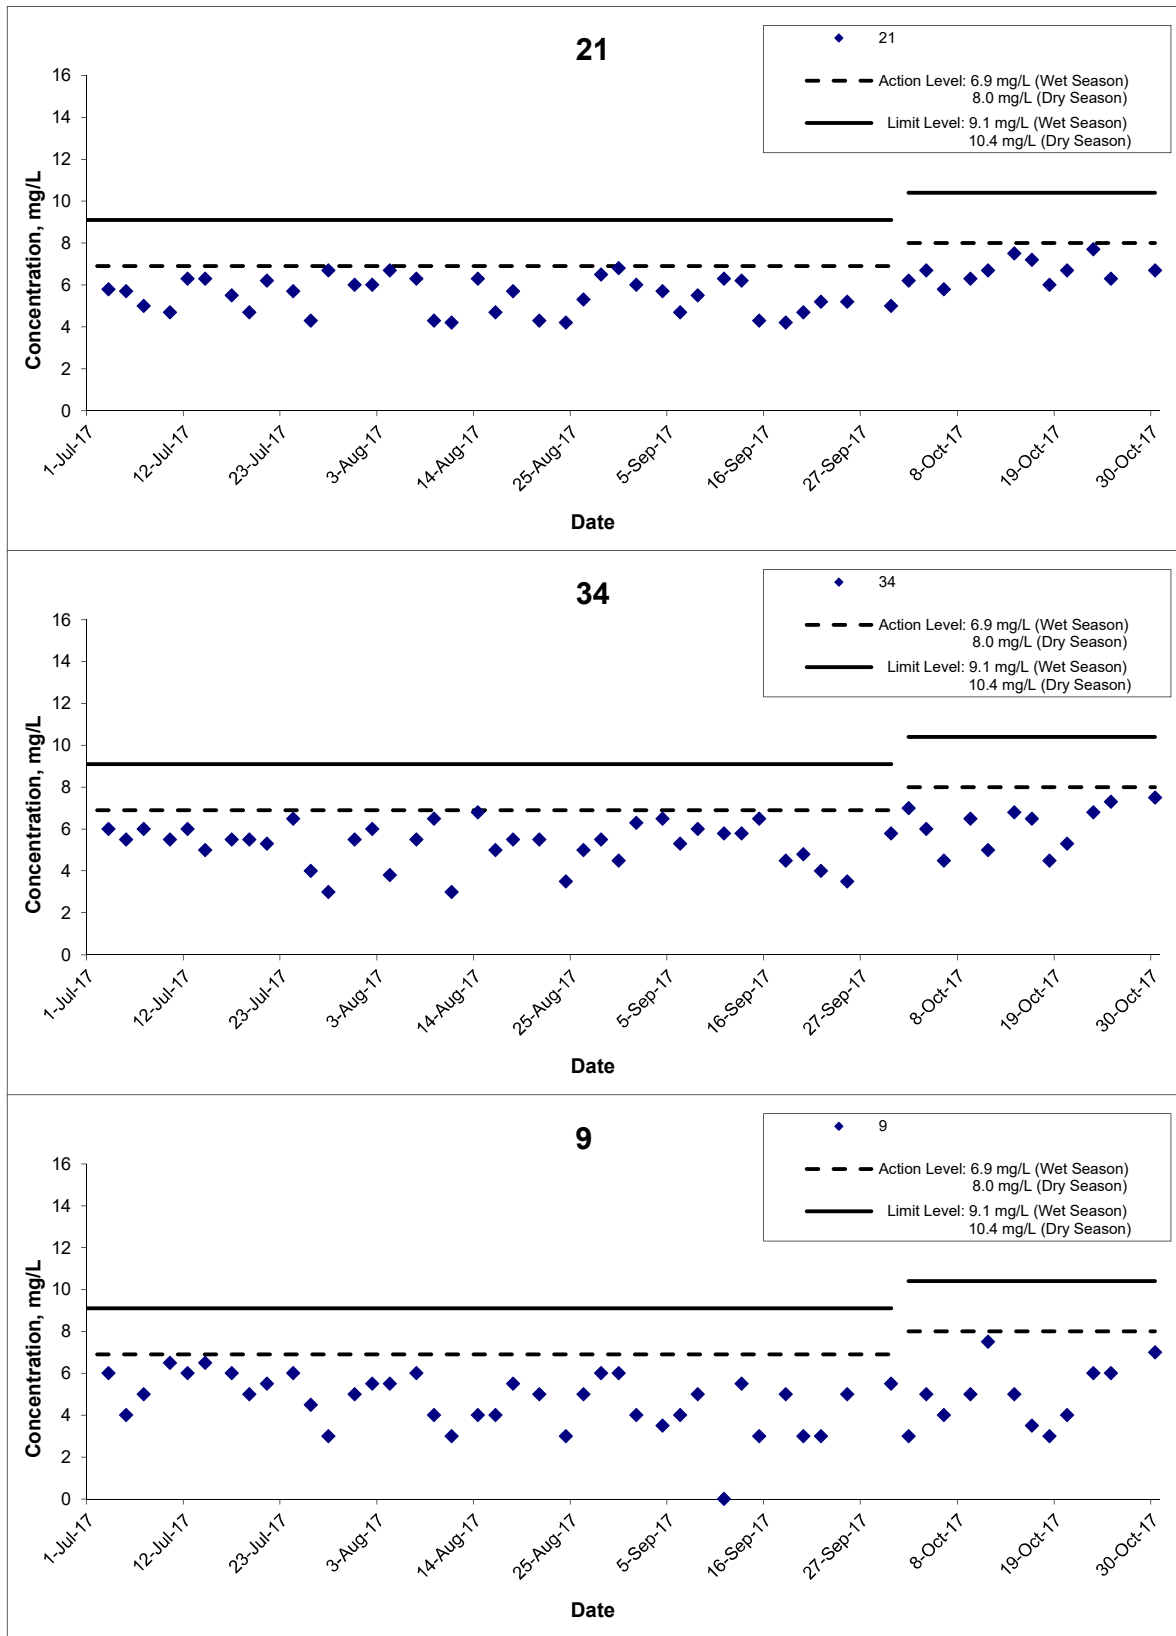 21
21
Action Level: 6.9 mg/L (Wet Season)
8.0 mg/L (Dry Season)
Limit Level: 9.1 mg/L (Wet Season)
10.4 mg/L (Dry Season)
Concentration, mg/L
16
14
12
10
8
6
4
2
0
1-Jul-17
12-Jul-17
23-Jul-17
3-Aug-17
14-Aug-17
25-Aug-17
5-Sep-17
16-Sep-17
27-Sep-17
8-Oct-17
19-Oct-17
30-Oct-17
Date
34
34
Action Level: 6.9 mg/L (Wet Season)
8.0 mg/L (Dry Season)
Limit Level: 9.1 mg/L (Wet Season)
10.4 mg/L (Dry Season)
Concentration, mg/L
16
14
12
10
8
6
4
2
0
1-Jul-17
12-Jul-17
23-Jul-17
3-Aug-17
14-Aug-17
25-Aug-17
5-Sep-17
16-Sep-17
27-Sep-17
8-Oct-17
19-Oct-17
30-Oct-17
Date
9
9
Action Level: 6.9 mg/L (Wet Season)
8.0 mg/L (Dry Season)
Limit Level: 9.1 mg/L (Wet Season)
10.4 mg/L (Dry Season)
Concentration, mg/L
16
14
12
10
8
6
4
2
0
1-Jul-17
12-Jul-17
23-Jul-17
3-Aug-17
14-Aug-17
25-Aug-17
5-Sep-17
16-Sep-17
27-Sep-17
8-Oct-17
19-Oct-17
30-Oct-17
Date